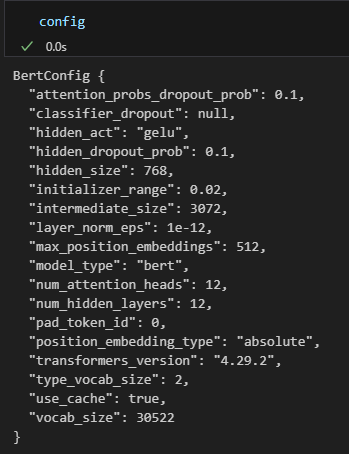 config
0.0s
BertConfig {
  "attention_probs_dropout_prob": 0.1,
  "classifier_dropout": null,
  "hidden_act": "gelu",
  "hidden_dropout_prob": 0.1,
  "hidden_size": 768,
  "initializer_range": 0.02,
  "intermediate_size": 3072,
  "layer_norm_eps": 1e-12,
  "max_position_embeddings": 512,
  "model_type": "bert",
  "num_attention_heads": 12,
  "num_hidden_layers": 12,
  "pad_token_id": 0,
  "position_embedding_type": "absolute",
  "transformers_version": "4.29.2",
  "type_vocab_size": 2,
  "use_cache": true,
  "vocab_size": 30522
}